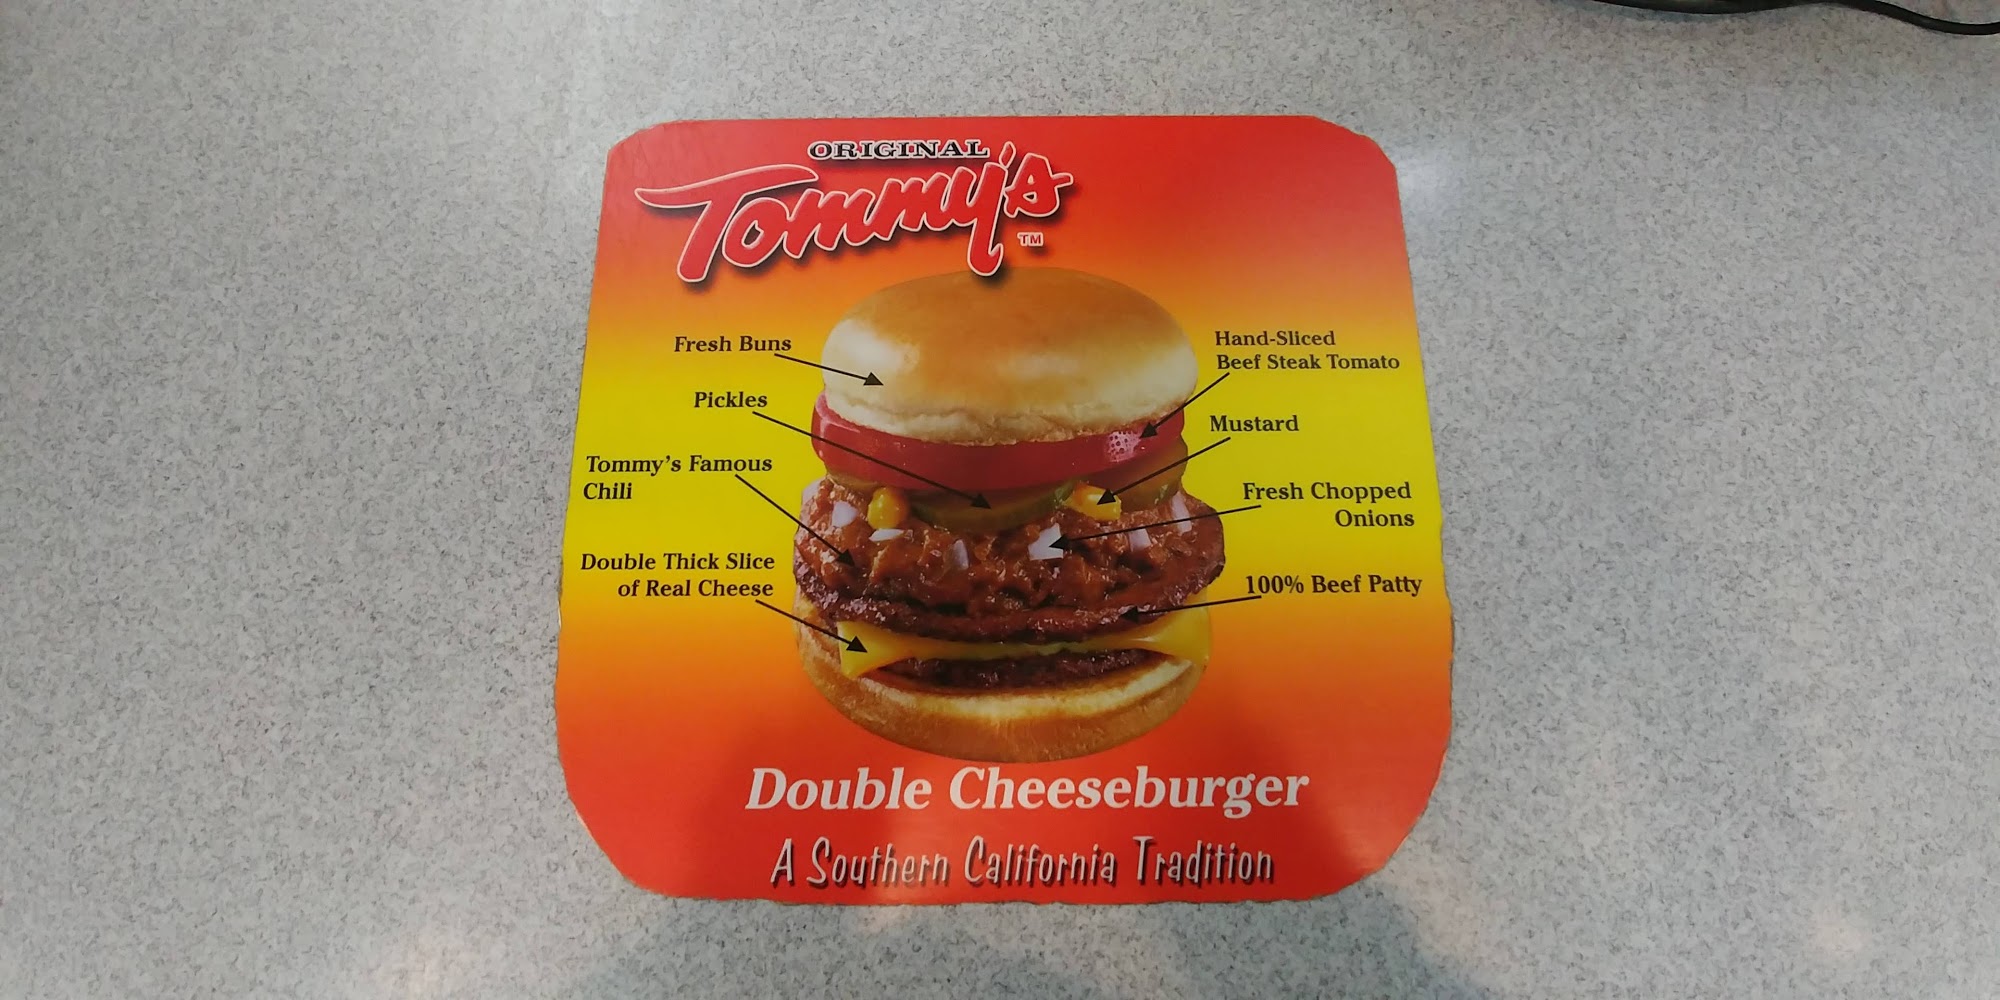 ORIGINAL
Tommy's
TM
Fresh Buns
Pickles
Tommy's Famous
Chili
Double Thick Slice
of Real Cheese
Hand-Sliced
Beef Steak Tomato
Mustard
Fresh Chopped
Onions
100% Beef Patty
Double Cheeseburger
A Southern California Tradition